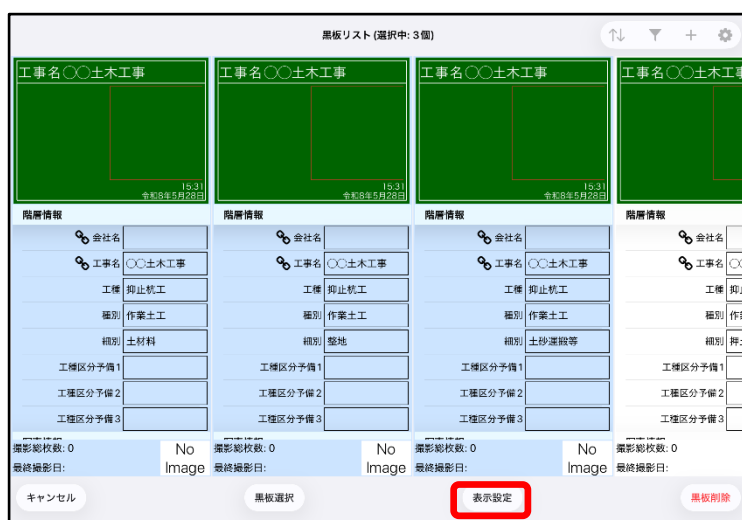 黒板リスト (選択中: 3個)
工事名○○土木工事
15:31
令和8年5月28日
階層情報
会社名
工事名 ○○土木工事
工種 抑止杭工
種別 作業土工
細別 土材料
工種区分予備1
工種区分予備2
工種区分予備3
撮影総枚数: 0
最終撮影日:
No
Image
工事名○○土木工事
15:31
令和8年5月28日
階層情報
会社名
工事名 ○○土木工事
工種 抑止杭工
種別 作業土工
細別 整地
工種区分予備1
工種区分予備2
工種区分予備3
撮影総枚数: 0
最終撮影日:
No
Image
工事名○○土木工事
15:31
令和8年5月28日
階層情報
会社名
工事名 ○○土木工事
工種 抑止杭工
種別 作業土工
細別 土砂運搬等
工種区分予備1
工種区分予備2
工種区分予備3
撮影総枚数: 0
最終撮影日:
No
Image
工事名○○土木工
階層情報
会社名
工事名
工種 抑
種別 作
細別 押
工種区分予備1
工種区分予備2
工種区分予備3
撮影総枚数: 0
最終撮影日:
キャンセル
黒板選択
表示設定
黒板削除